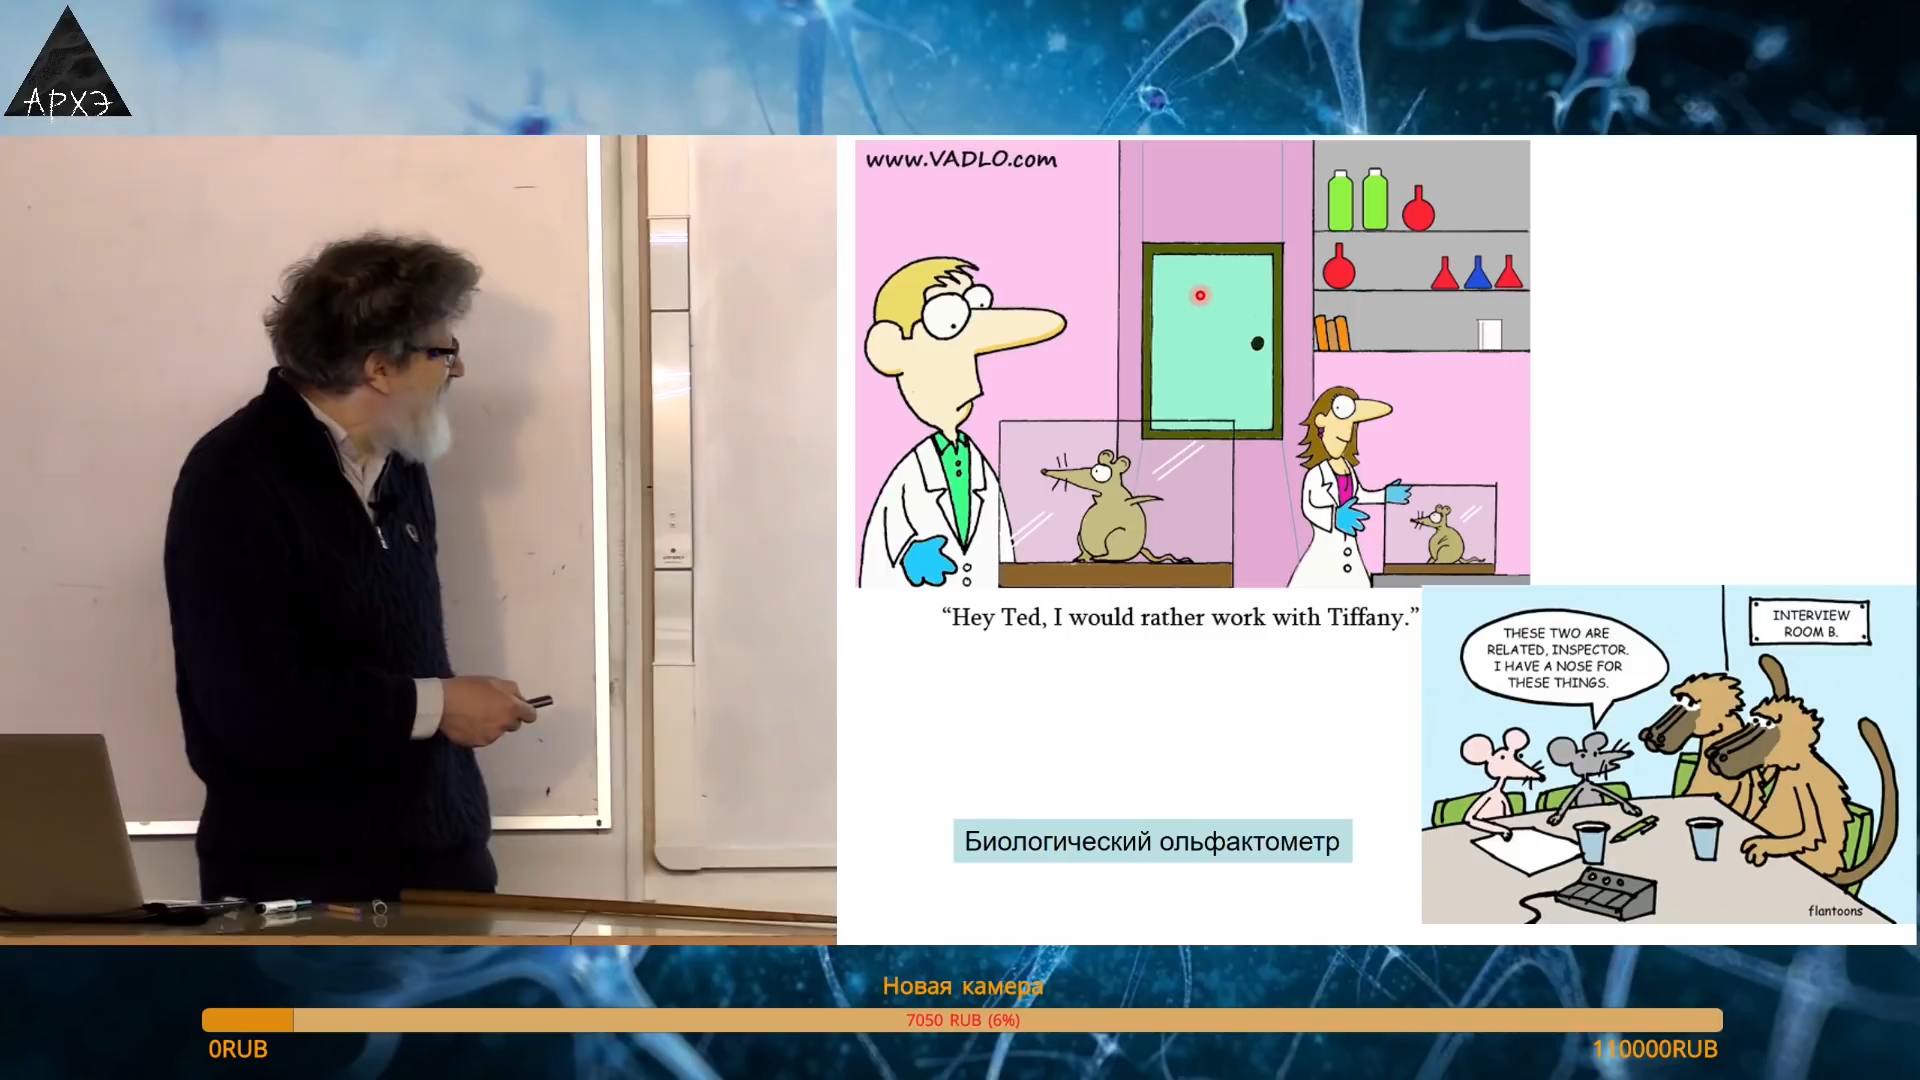 АРХЭ
www.VADLO.com
“Hey Ted, I would rather work with Tiffany.”
INTERVIEW
ROOM B.
THESE TWO ARE
RELATED, INSPECTOR.
I HAVE A NOSE FOR
THESE THINGS.
Биологический ольфактометр
flantoons
Новая камера
7050 RUB (6%)
0RUB
110000RUB